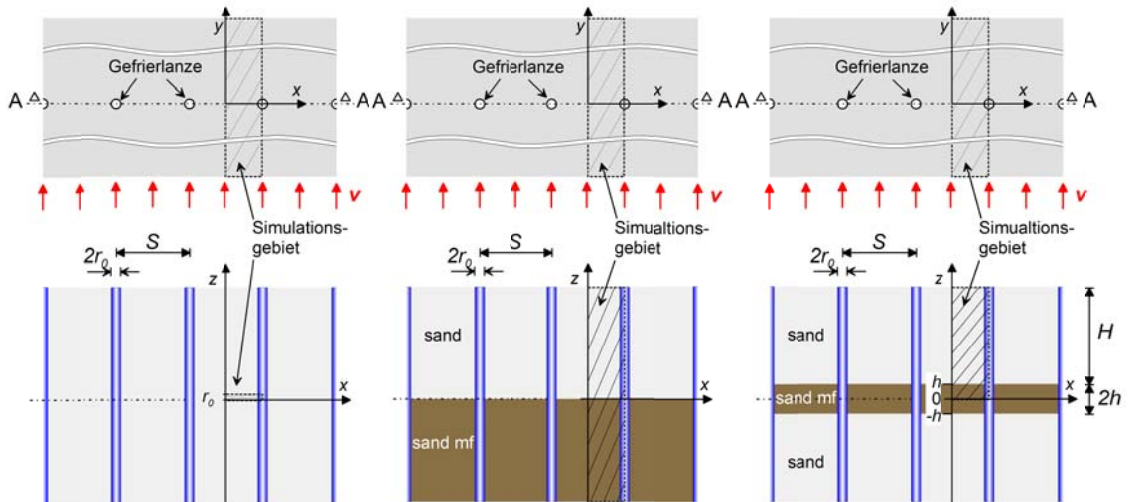 y
Gefrierlanze
x
A
A
v
Simulations-
gebiet
S
2r₀
z
r₀
x
y
Gefrierlanze
x
A
A
v
Simualtions-
gebiet
S
2r₀
z
sand
x
sand mf
y
Gefrierlanze
x
A
A
v
Simualtions-
gebiet
S
2r₀
z
sand
H
h
x
sand mf
0
2h
-h
sand